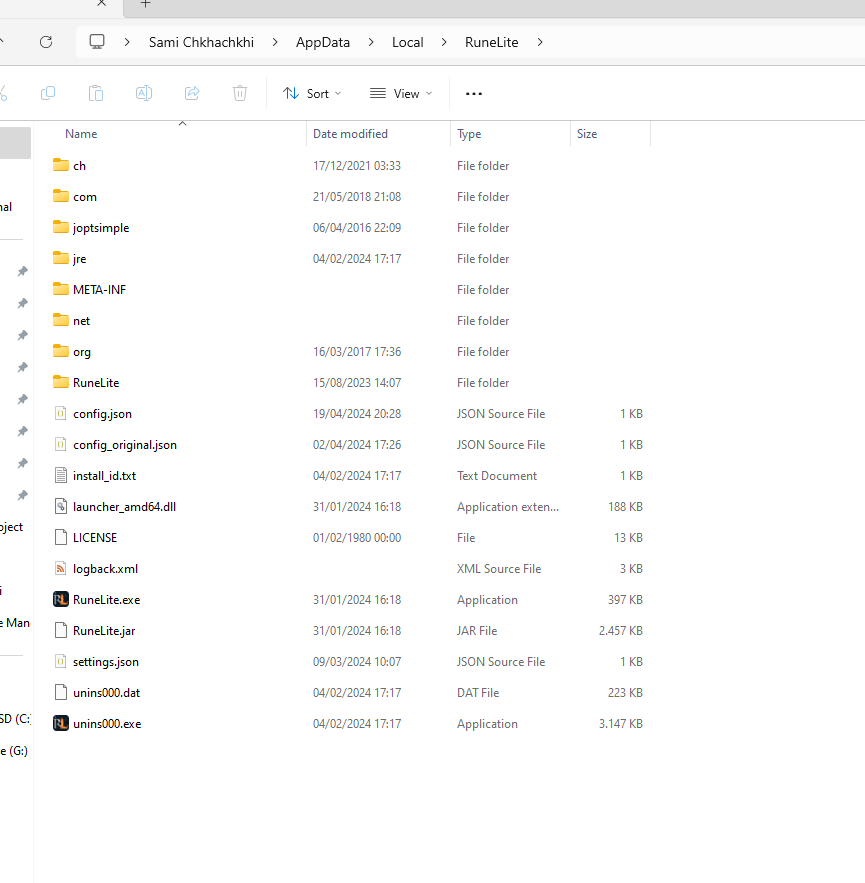 Sami Chkhachkhi > AppData > Local > RuneLite >
Sort View
Name Date modified Type Size
ch 17/12/2021 03:33 File folder
com 21/05/2018 21:08 File folder
joptsimple 06/04/2016 22:09 File folder
jre 04/02/2024 17:17 File folder
META-INF File folder
net File folder
org 16/03/2017 17:36 File folder
RuneLite 15/08/2023 14:07 File folder
config.json 19/04/2024 20:28 JSON Source File 1 KB
config_original.json 02/04/2024 17:26 JSON Source File 1 KB
install_id.txt 04/02/2024 17:17 Text Document 1 KB
launcher_amd64.dll 31/01/2024 16:18 Application exten... 188 KB
LICENSE 01/02/1980 00:00 File 13 KB
logback.xml XML Source File 3 KB
RuneLite.exe 31/01/2024 16:18 Application 397 KB
RuneLite.jar 31/01/2024 16:18 JAR File 2.457 KB
settings.json 09/03/2024 10:07 JSON Source File 1 KB
unins000.dat 04/02/2024 17:17 DAT File 223 KB
unins000.exe 04/02/2024 17:17 Application 3.147 KB
nal
oject
i
e Man
SD (C:)
e (G:)